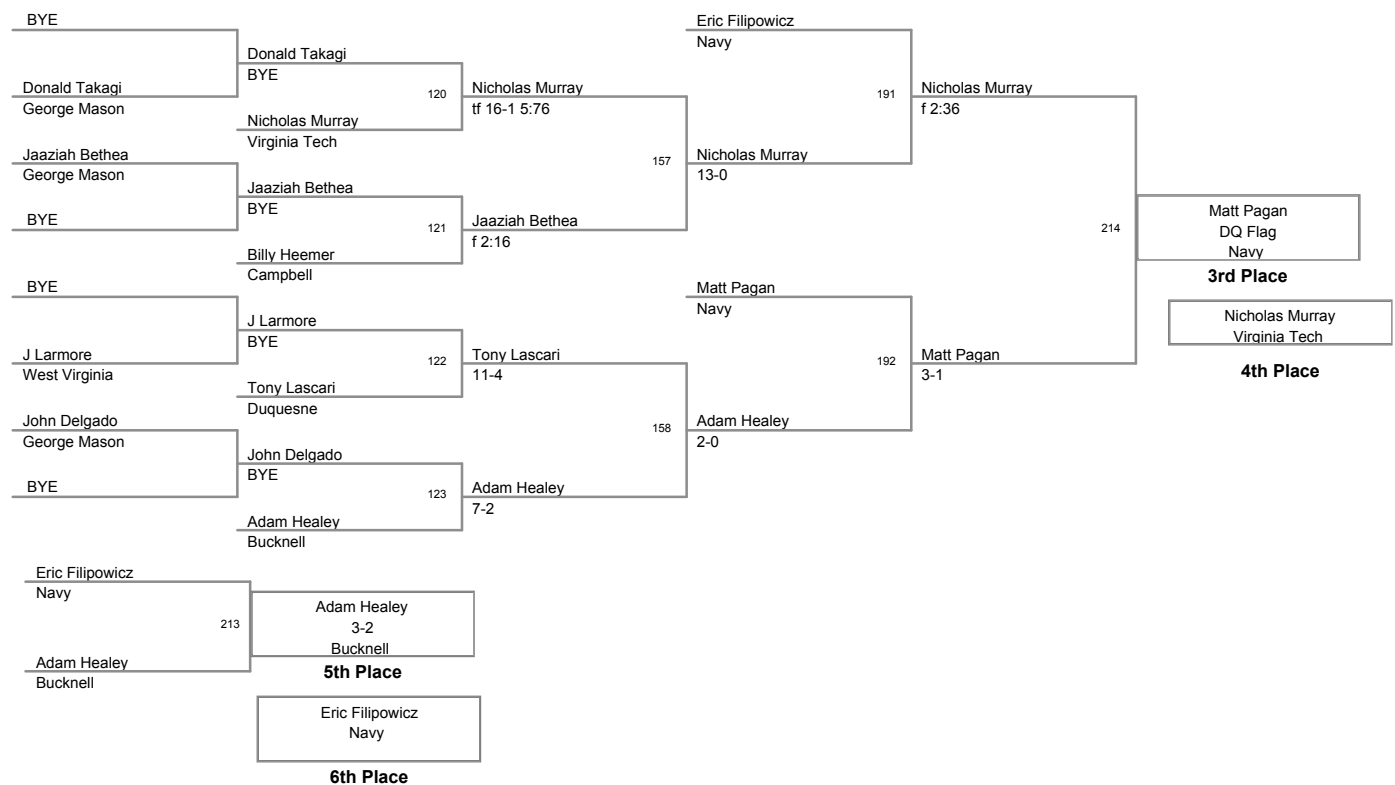 BYE
Donald Takagi
George Mason
Jaaziah Bethea
George Mason
BYE
BYE
J Larmore
West Virginia
John Delgado
George Mason
BYE
Donald Takagi
BYE
120
Nicholas Murray
Virginia Tech
Jaaziah Bethea
BYE
121
Billy Heemer
Campbell
J Larmore
BYE
122
Tony Lascari
Duquesne
John Delgado
BYE
123
Adam Healey
Bucknell
Nicholas Murray
tf 16-1 5:76
157
Jaaziah Bethea
f 2:16
Tony Lascari
11-4
158
Adam Healey
7-2
Eric Filipowicz
Navy
191
Nicholas Murray
13-0
Matt Pagan
Navy
192
Adam Healey
2-0
Nicholas Murray
f 2:36
214
Matt Pagan
3-1
Matt Pagan
DQ Flag
Navy
3rd Place
Nicholas Murray
Virginia Tech
4th Place
Eric Filipowicz
Navy
213
Adam Healey
Bucknell
Adam Healey
3-2
Bucknell
5th Place
Eric Filipowicz
Navy
6th Place